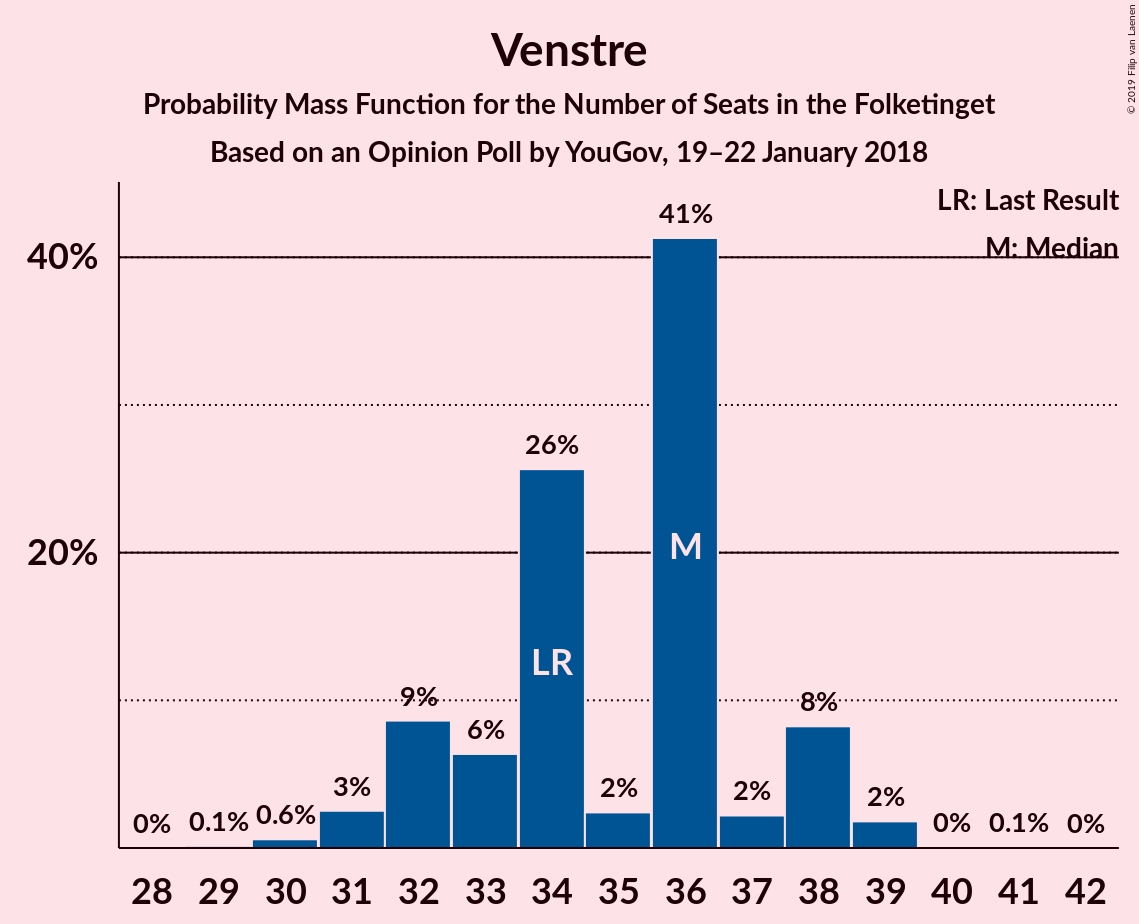 Venstre
Probability Mass Function for the Number of Seats in the Folketinget
Based on an Opinion Poll by YouGov, 19–22 January 2018
© 2019 Filip van Laenen
LR: Last Result
M: Median
40%
20%
0%
0.1%
0.6%
3%
9%
6%
26%
2%
41%
2%
8%
2%
0%
0.1%
0%
LR
M
28 29 30 31 32 33 34 35 36 37 38 39 40 41 42